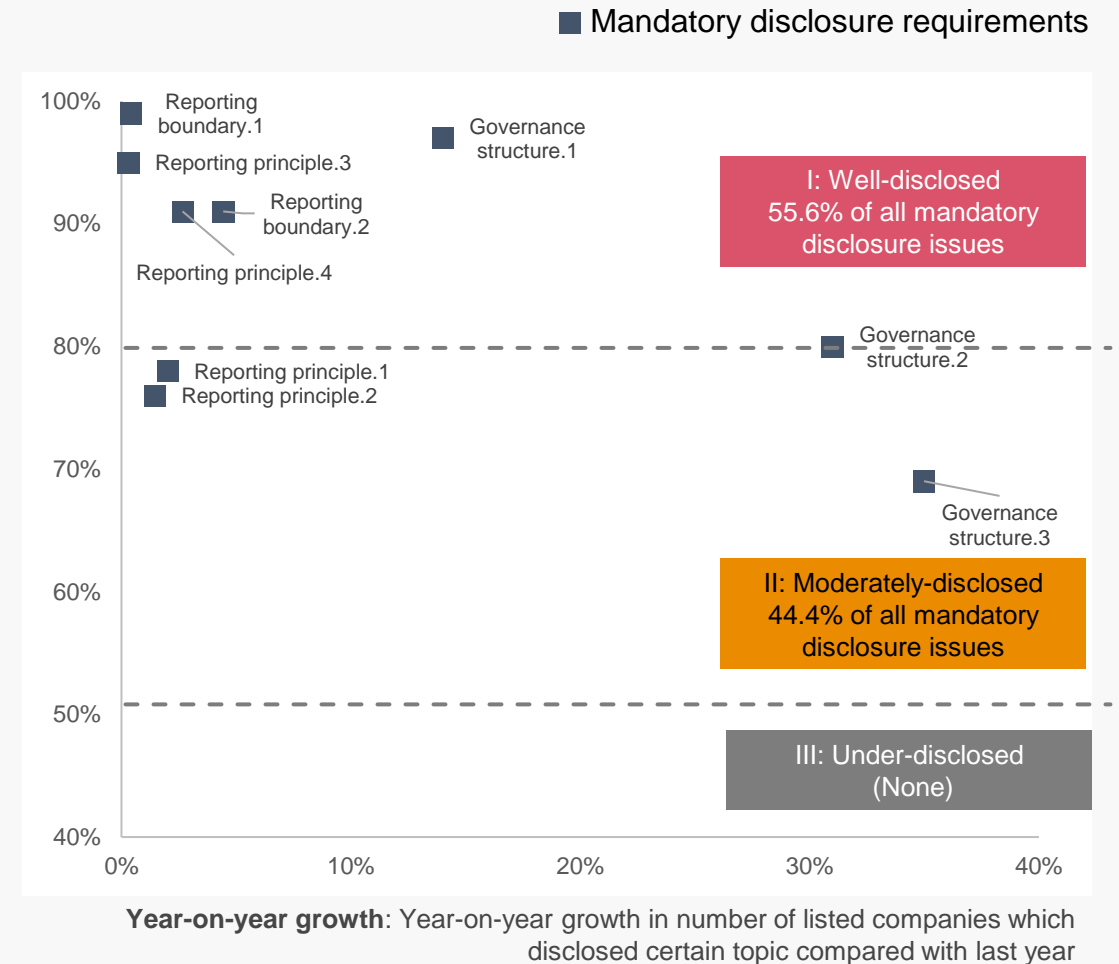 Mandatory disclosure requirements
100%
Reporting
boundary.1
Governance
structure.1
Reporting principle.3
I: Well-disclosed
55.6% of all mandatory
disclosure issues
Reporting
boundary.2
90%
Reporting principle.4
80%
Governance
structure.2
Reporting principle.1
Reporting principle.2
70%
Governance
structure.3
60%
II: Moderately-disclosed
44.4% of all mandatory
disclosure issues
50%
III: Under-disclosed
(None)
40%
0%
10%
20%
30%
40%
Year-on-year growth: Year-on-year growth in number of listed companies which
disclosed certain topic compared with last year